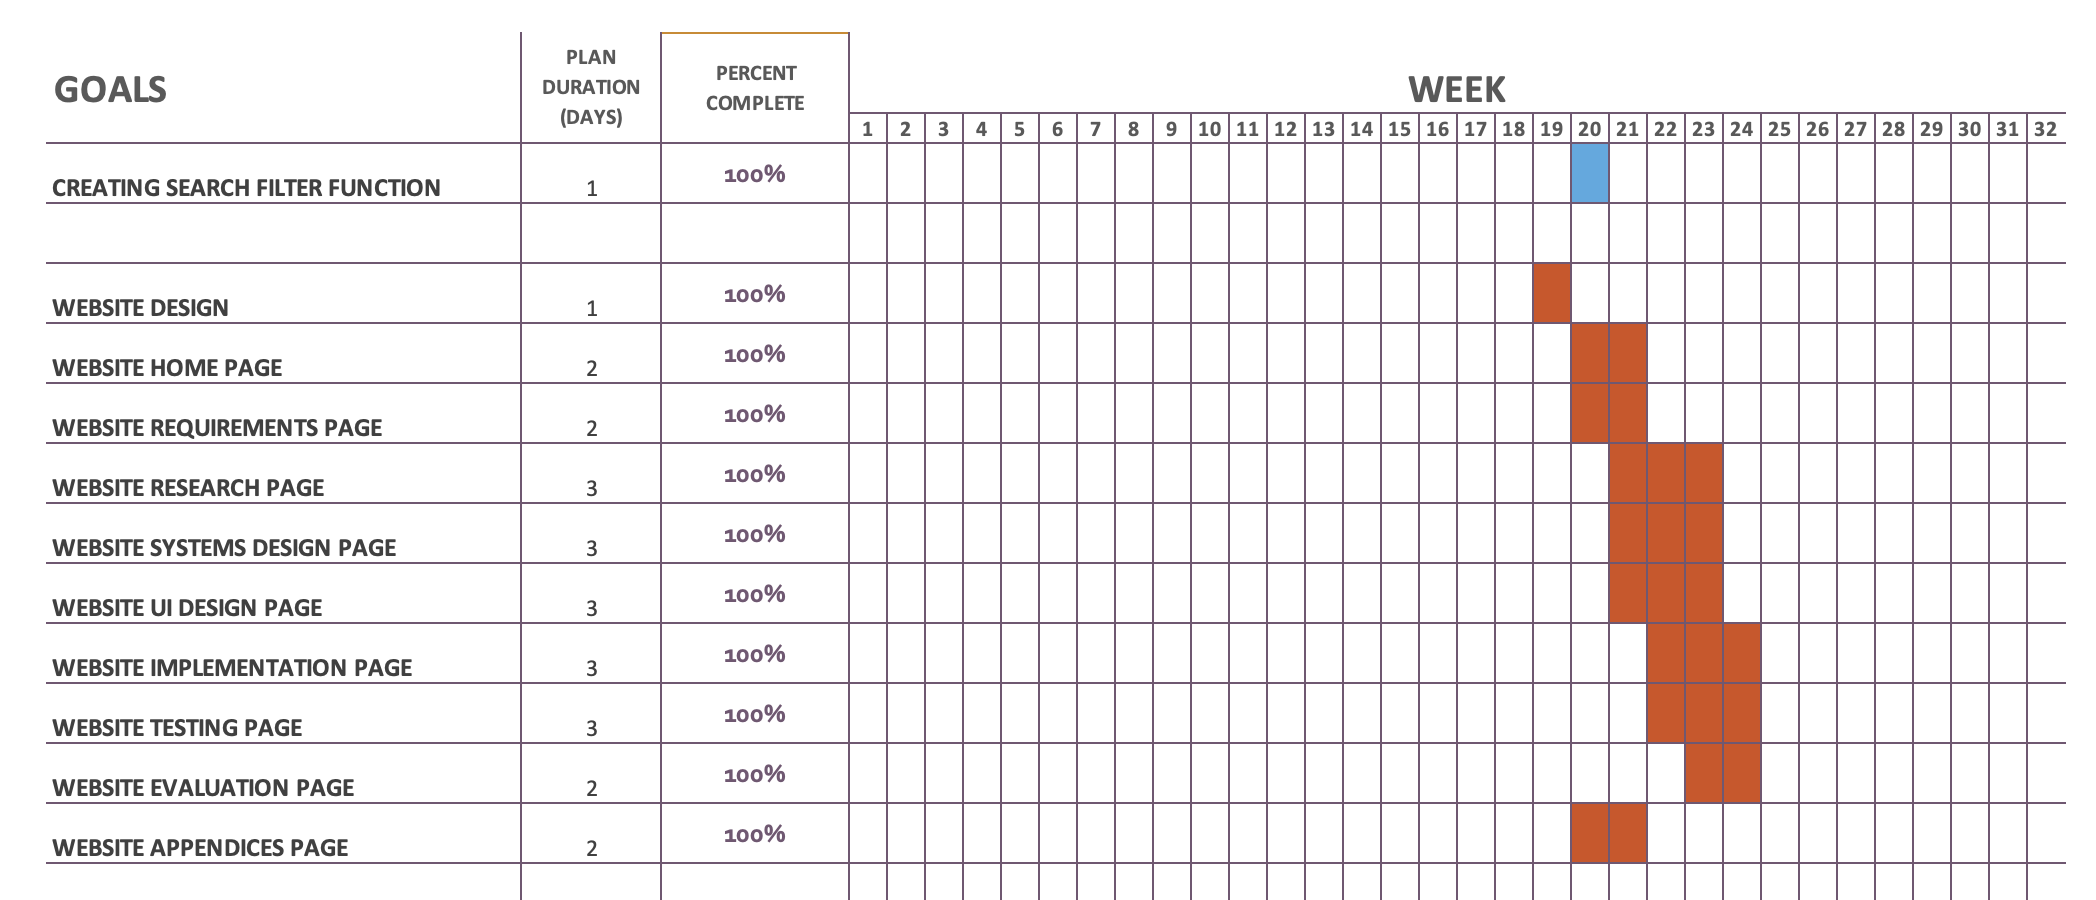 GOALS
PLAN
DURATION
(DAYS)
PERCENT
COMPLETE
WEEK
1 2 3 4 5 6 7 8 9 10 11 12 13 14 15 16 17 18 19 20 21 22 23 24 25 26 27 28 29 30 31 32
CREATING SEARCH FILTER FUNCTION 1 100%
WEBSITE DESIGN 1 100%
WEBSITE HOME PAGE 2 100%
WEBSITE REQUIREMENTS PAGE 2 100%
WEBSITE RESEARCH PAGE 3 100%
WEBSITE SYSTEMS DESIGN PAGE 3 100%
WEBSITE UI DESIGN PAGE 3 100%
WEBSITE IMPLEMENTATION PAGE 3 100%
WEBSITE TESTING PAGE 3 100%
WEBSITE EVALUATION PAGE 2 100%
WEBSITE APPENDICES PAGE 2 100%